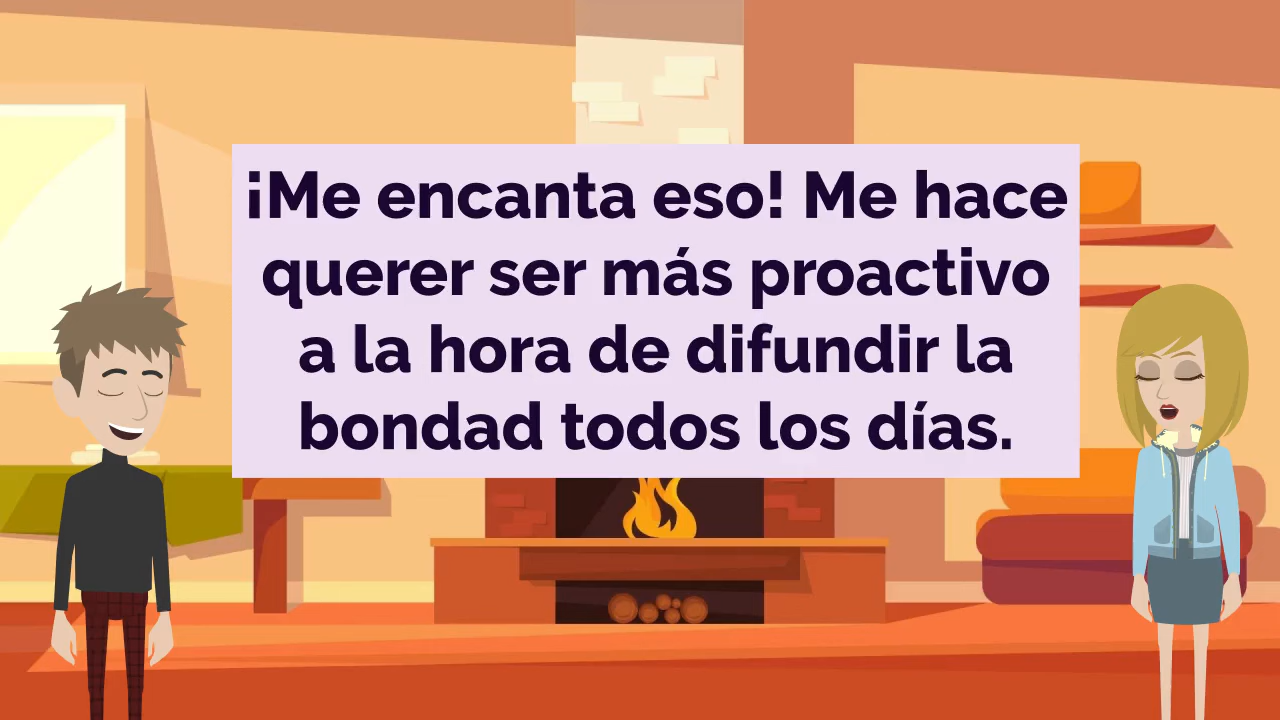 ¡Me encanta eso! Me hace
querer ser más proactivo
a la hora de difundir la
bondad todos los días.